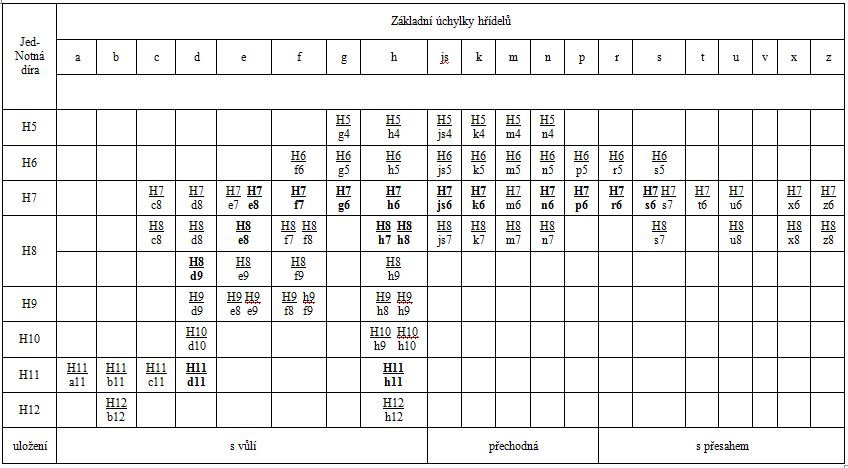 Základní úchylky hřídelů
Jed-
Notná
díra
a b c d e f g h js k m n p r s t u v x z
H5 H5 H5 H5 H5 H5 H5
g4 h4 js4 k4 m4 n4
H6 H6 H6 H6 H6 H6 H6 H6 H6 H6 H6
f6 g5 h5 js5 k5 m5 n5 p5 r5 s5
H7 H7 H7 H7 H7 H7 H7 H7 H7 H7 H7 H7 H7 H7 H7 H7 H7 H7 H7 H7
c8 d8 e7 e8 f7 g6 h6 js6 k6 m6 n6 p6 r6 s6 s7 t6 u6 x6 z6
H8 H8 H8 H8 H8 H8 H8 H8 H8 H8 H8 H8 H8 H8 H8
c8 d8 e8 f7 f8 h7 h8 js7 k7 m7 n7 s7 u8 x8 z8
H8
H8 H8 H8 H8
d9 e9 f9 h9
H9 H9 H9 H9 H9 h9 H9 H9
d9 e8 e9 f8 f9 h8 h9
H10 H10 H10 H10
d10 h9 h10
H11 H11 H11 H11 H11 H11
a11 b11 c11 d11 h11
H12 H12 H12
b12 h12
uložení s vůlí přechodná s přesahem